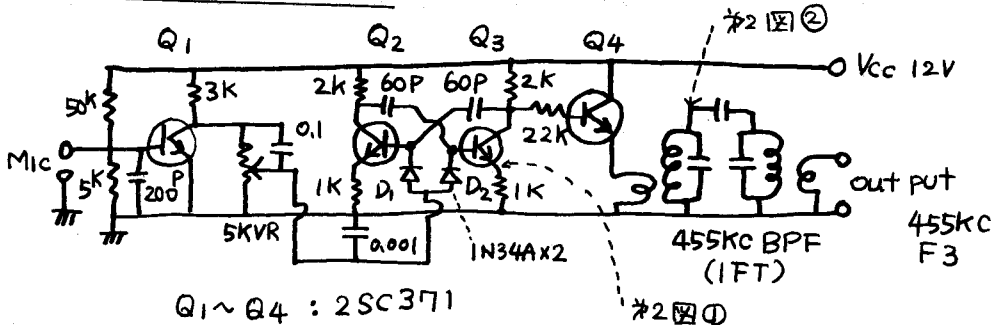 Q1 Q2 Q3 Q4 ※2図②
Vcc 12V
50K 3K 2K 60P 60P 2K
0.1 22K
Mic 200P
5K 1K D1 D2 1K
out put
5KVR 0.001 1N34A×2 455KC BPF 455KC
(IFT) F3
Q1~Q4 : 2SC371 ※2図①